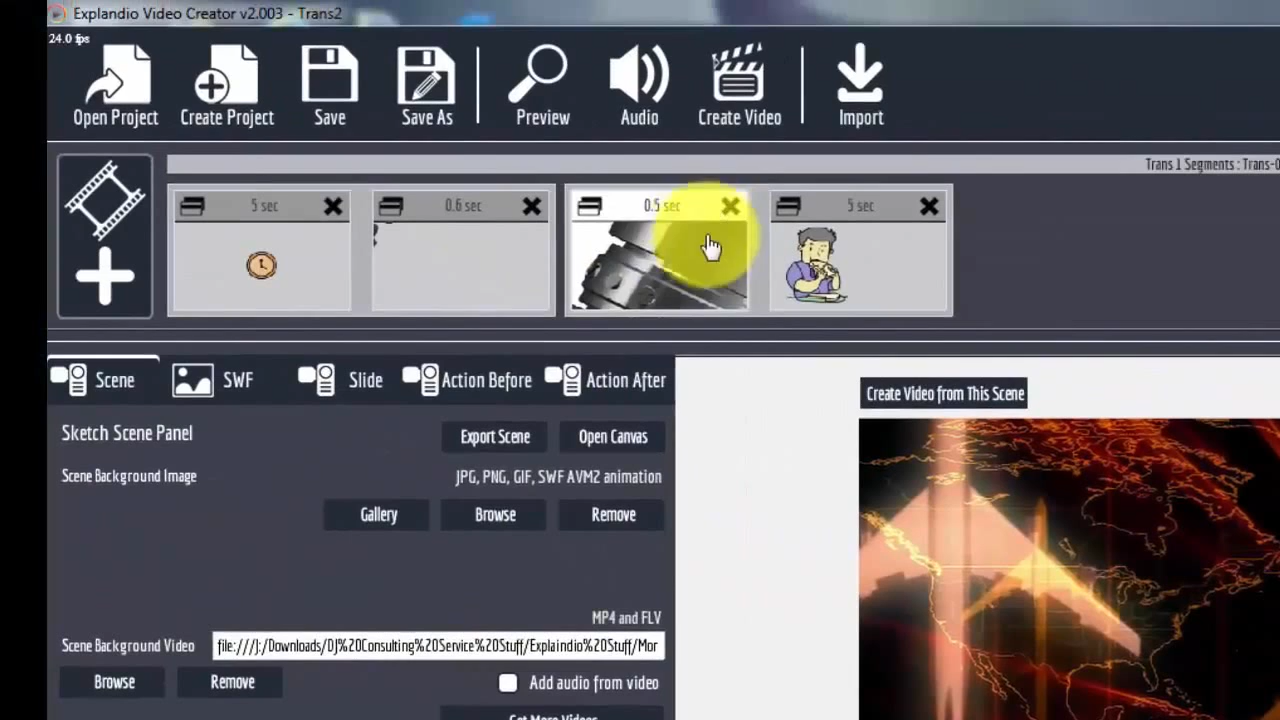 Explandio Video Creator v2.003 - Trans2
24.0 fps
Open Project Create Project Save Save As Preview Audio Create Video Import
Trans 1 Segments : Trans-0
5 sec 0.6 sec 0.5 sec 5 sec
Scene SWF Slide Action Before Action After
Create Video from This Scene
Sketch Scene Panel Export Scene Open Canvas
Scene Background Image JPG, PNG, GIF, SWF AVM2 animation
Gallery Browse Remove
MP4 and FLV
Scene Background Video file:///J:/Downloads/DJ%20Consulting%20Service%20Stuff/Explaindio%20Stuff/Mor
Browse Remove Add audio from video
Get More Videos